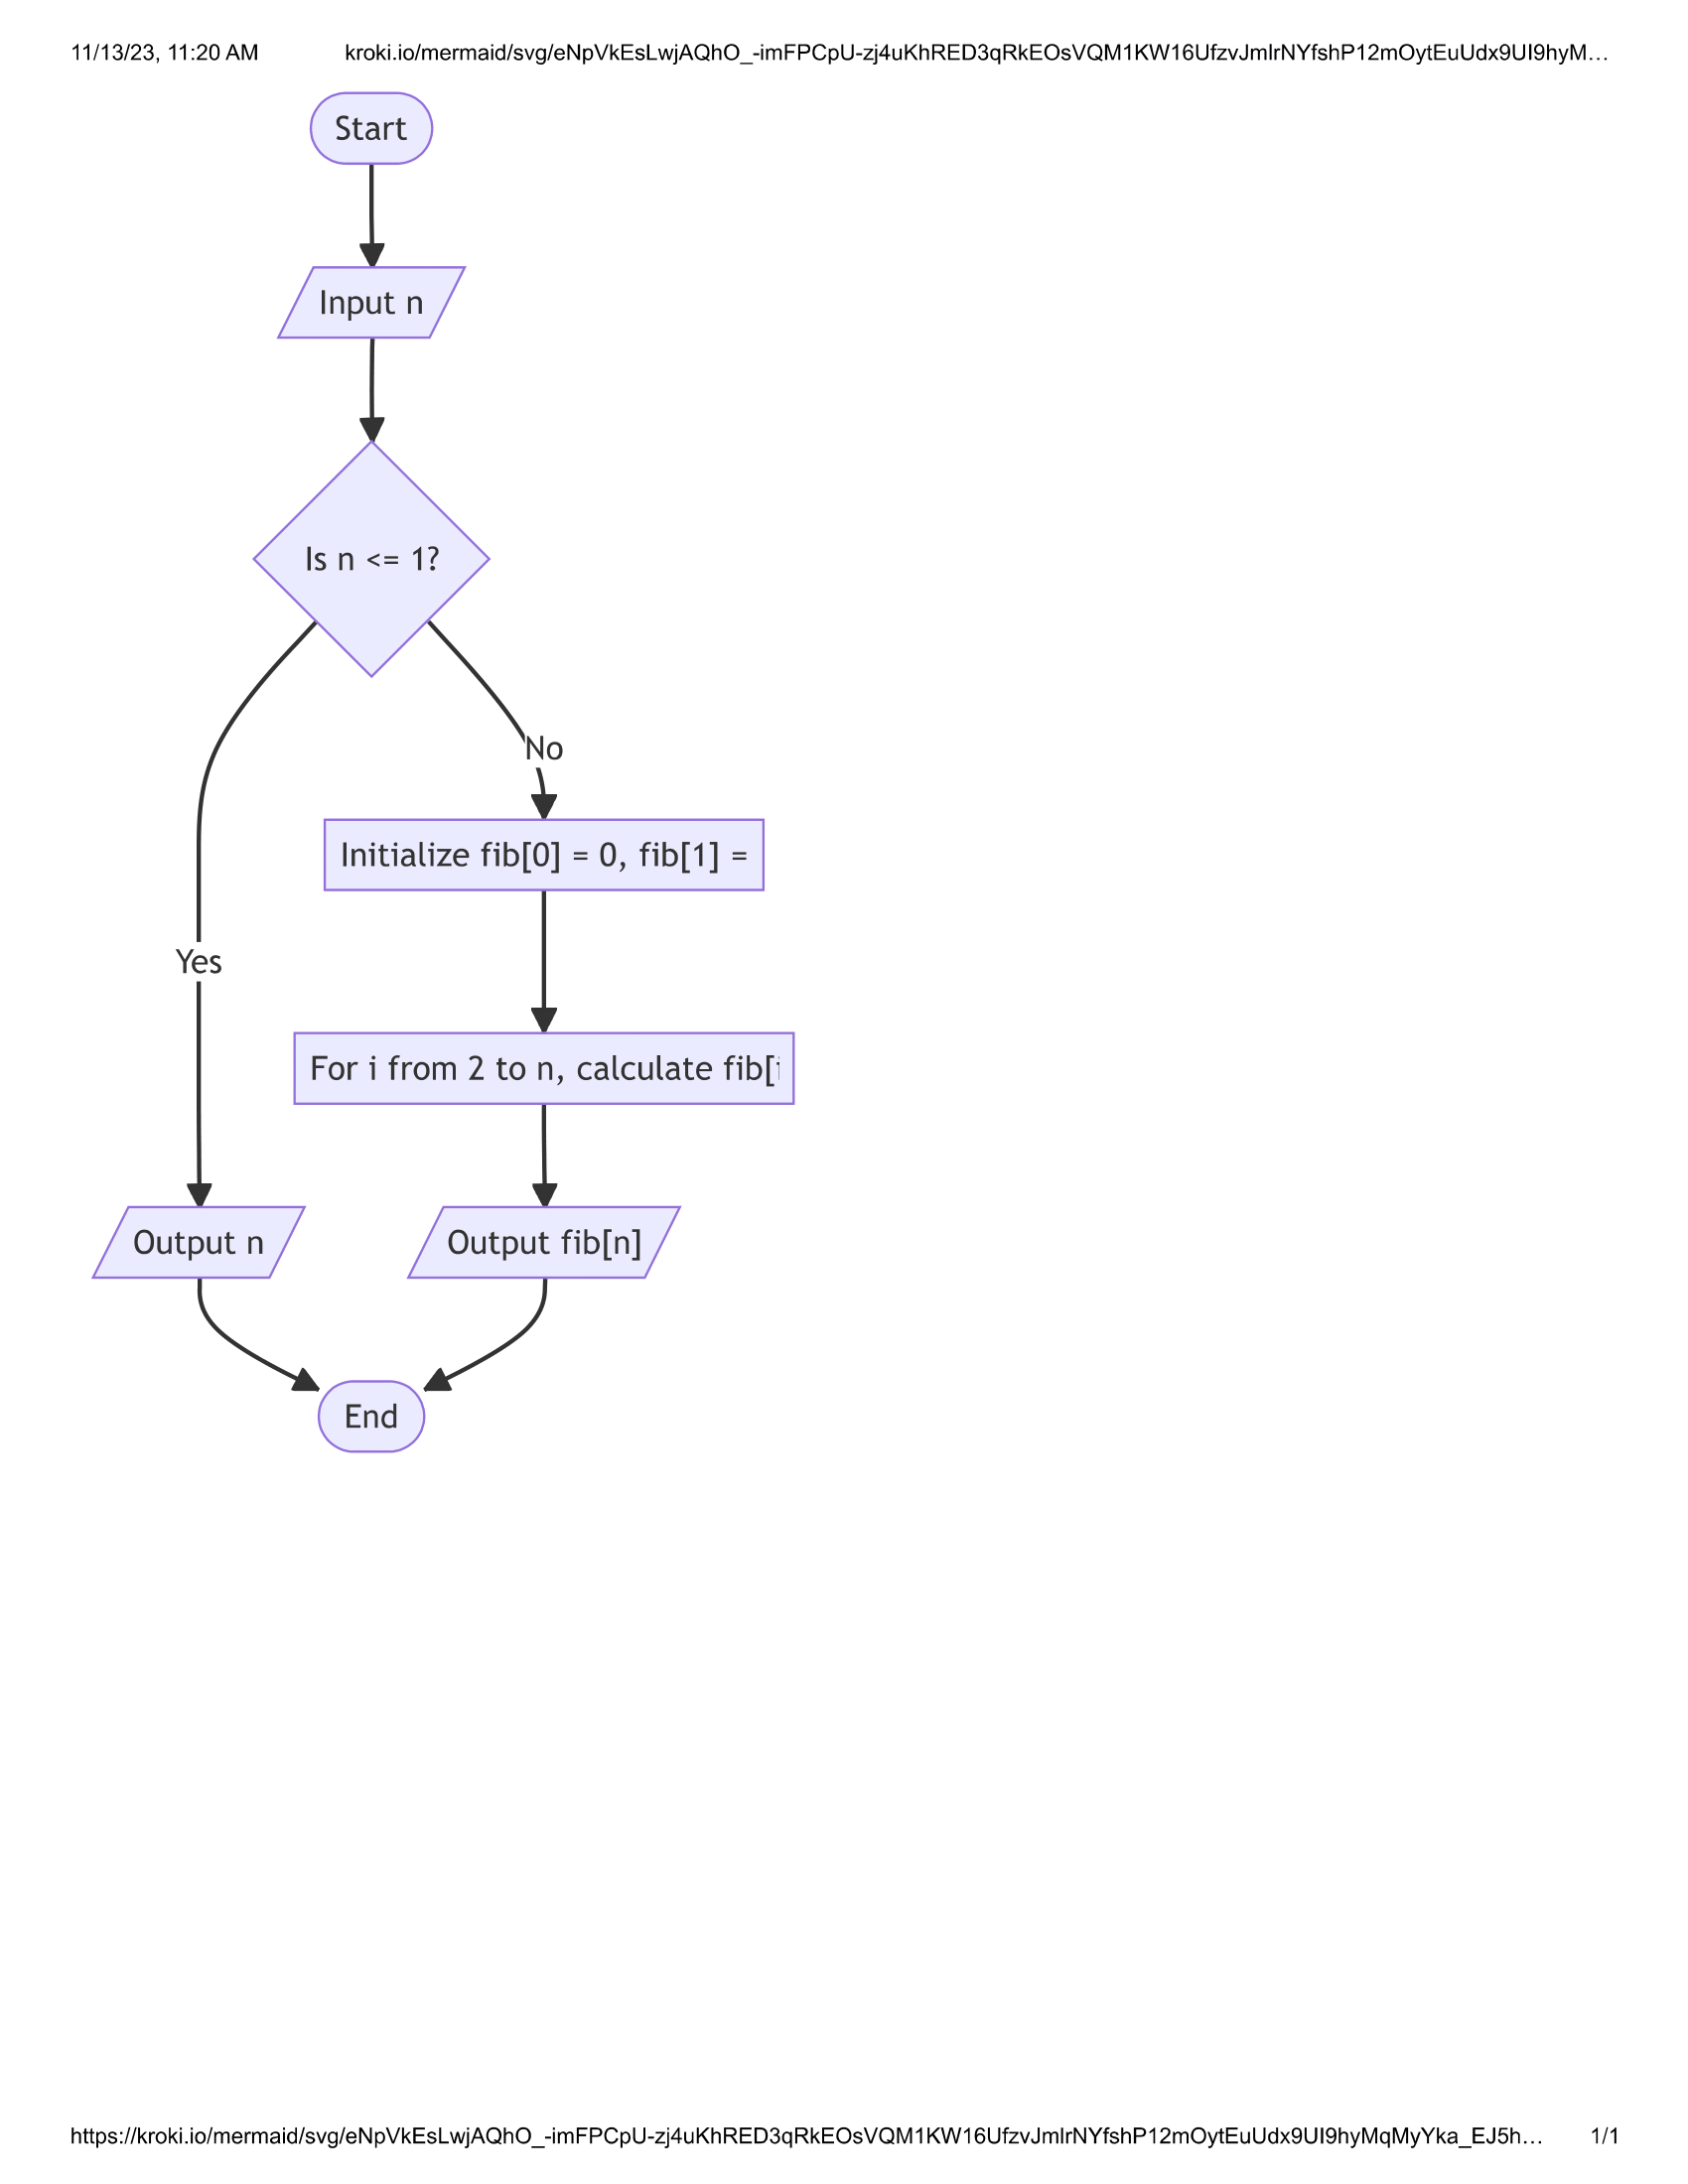 11/13/23, 11:20 AM kroki.io/mermaid/svg/eNpVkEsLwjAQhO_-imFPCpU-zj4uKhRED3qRkEOsVQM1KW16UfzvJmlrNYfshP12mOytEuUdx9UI9hyM…
Start
Input n
Is n <= 1?
No
Initialize fib[0] = 0, fib[1] =
Yes
For i from 2 to n, calculate fib[i
Output n Output fib[n]
End
https://kroki.io/mermaid/svg/eNpVkEsLwjAQhO_-imFPCpU-zj4uKhRED3qRkEOsVQM1KW16UfzvJmlrNYfshP12mOytEuUdx9UI9hyMqMyYka_EJ5h… 1/1